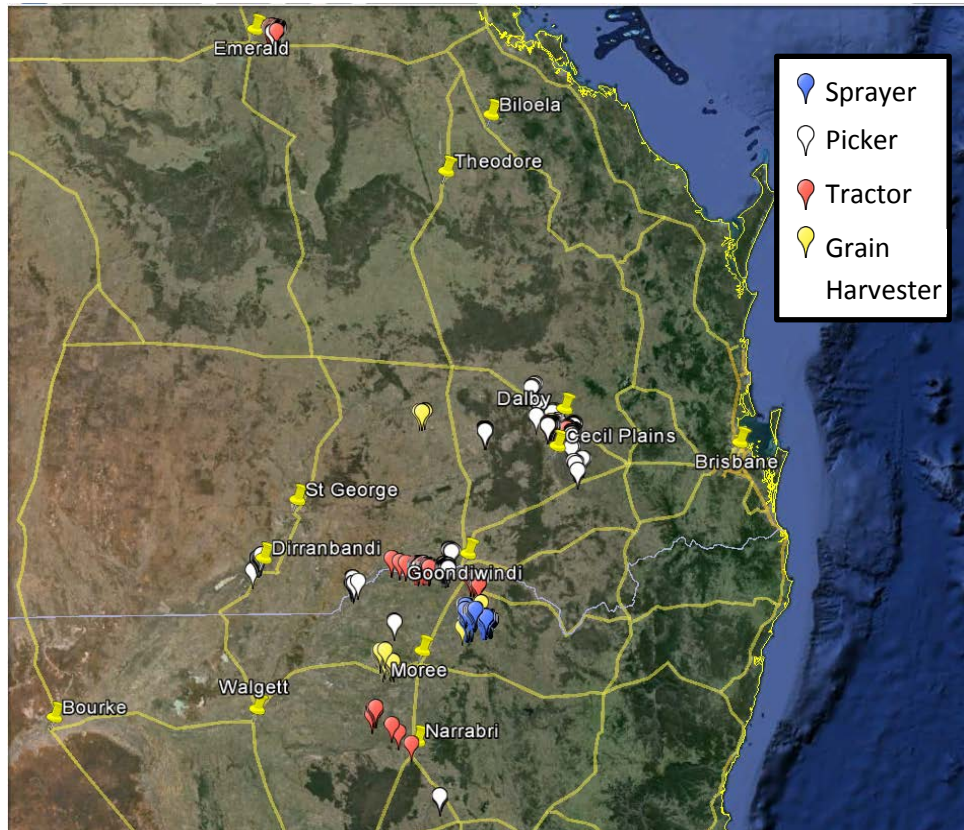 Emerald
Biloela
Theodore
Sprayer
Picker
Tractor
Grain
Harvester
Dalby
Cecil Plains
Brisbane
St George
Dirranbandi
Goondiwindi
Moree
Walgett
Bourke
Narrabri